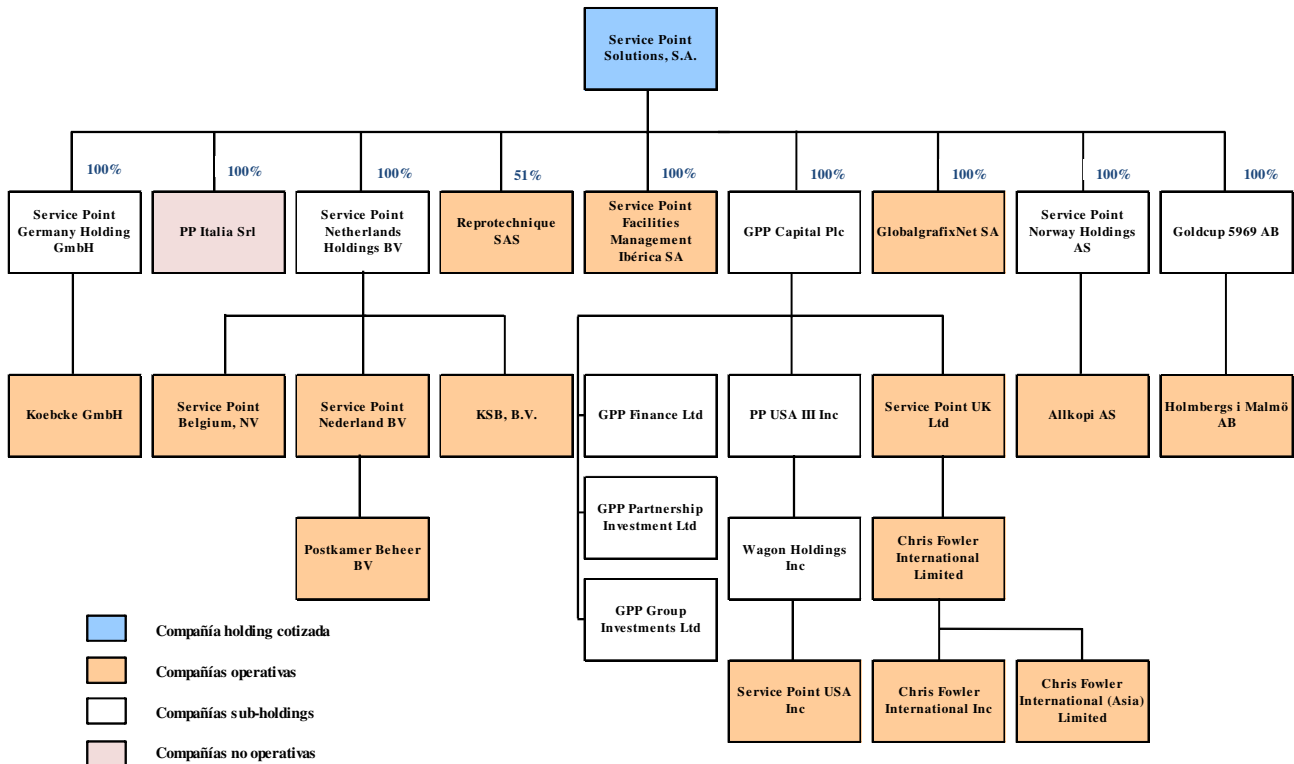 Service Point
Solutions, S.A.
100%
100%
100%
51%
100%
100%
100%
100%
100%
Service Point
Germany Holding
GmbH
PP Italia Srl
Service Point
Netherlands
Holdings BV
Reprotechnique
SAS
Service Point
Facilities
Management
Ibérica SA
GPP Capital Plc
GlobalgrafixNet SA
Service Point
Norway Holdings
AS
Goldcup 5969 AB
Koebcke GmbH
Service Point
Belgium, NV
Service Point
Nederland BV
KSB, B.V.
GPP Finance Ltd
PP USA III Inc
Service Point UK
Ltd
Allkopi AS
Holmbergs i Malmö
AB
Postkamer Beheer
BV
GPP Partnership
Investment Ltd
Wagon Holdings
Inc
Chris Fowler
International
Limited
GPP Group
Investments Ltd
Service Point USA
Inc
Chris Fowler
International Inc
Chris Fowler
International (Asia)
Limited
Compañía holding cotizada
Compañías operativas
Compañías sub-holdings
Compañías no operativas